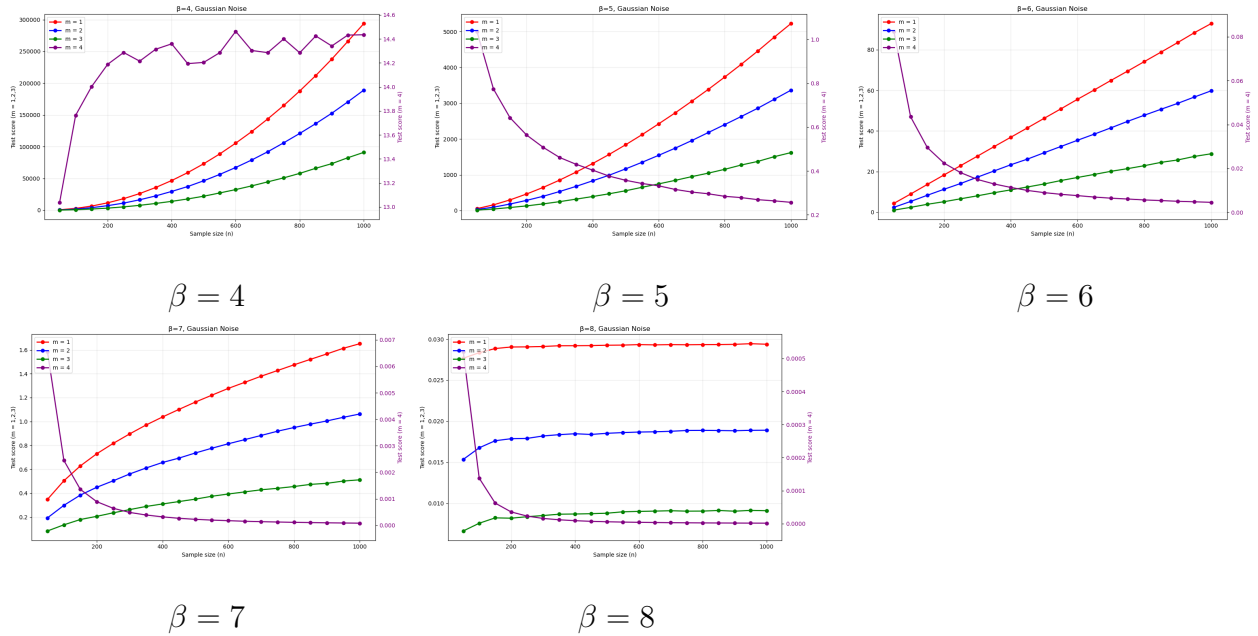 β=4, Gaussian Noise
m = 1
m = 2
m = 3
m = 4
300000
250000
200000
150000
100000
50000
0
Test score (m = 1,2,3)
200
400
600
800
1000
Sample size (n)
14.6
14.4
14.2
14.0
13.8
13.6
13.4
13.2
13.0
Test score (m = 4)
β = 4
β=5, Gaussian Noise
m = 1
m = 2
m = 3
m = 4
5000
4000
3000
2000
1000
0
Test score (m = 1,2,3)
200
400
600
800
1000
Sample size (n)
1.0
0.8
0.6
0.4
0.2
Test score (m = 4)
β = 5
β=6, Gaussian Noise
m = 1
m = 2
m = 3
m = 4
80
60
40
20
0
Test score (m = 1,2,3)
200
400
600
800
1000
Sample size (n)
0.08
0.06
0.04
0.02
0.00
Test score (m = 4)
β = 6
β=7, Gaussian Noise
m = 1
m = 2
m = 3
m = 4
1.6
1.4
1.2
1.0
0.8
0.6
0.4
0.2
Test score (m = 1,2,3)
200
400
600
800
1000
Sample size (n)
0.007
0.006
0.005
0.004
0.003
0.002
0.001
0.000
Test score (m = 4)
β = 7
β=8, Gaussian Noise
m = 1
m = 2
m = 3
m = 4
0.030
0.025
0.020
0.015
0.010
Test score (m = 1,2,3)
200
400
600
800
1000
Sample size (n)
0.0005
0.0004
0.0003
0.0002
0.0001
0.0000
Test score (m = 4)
β = 8